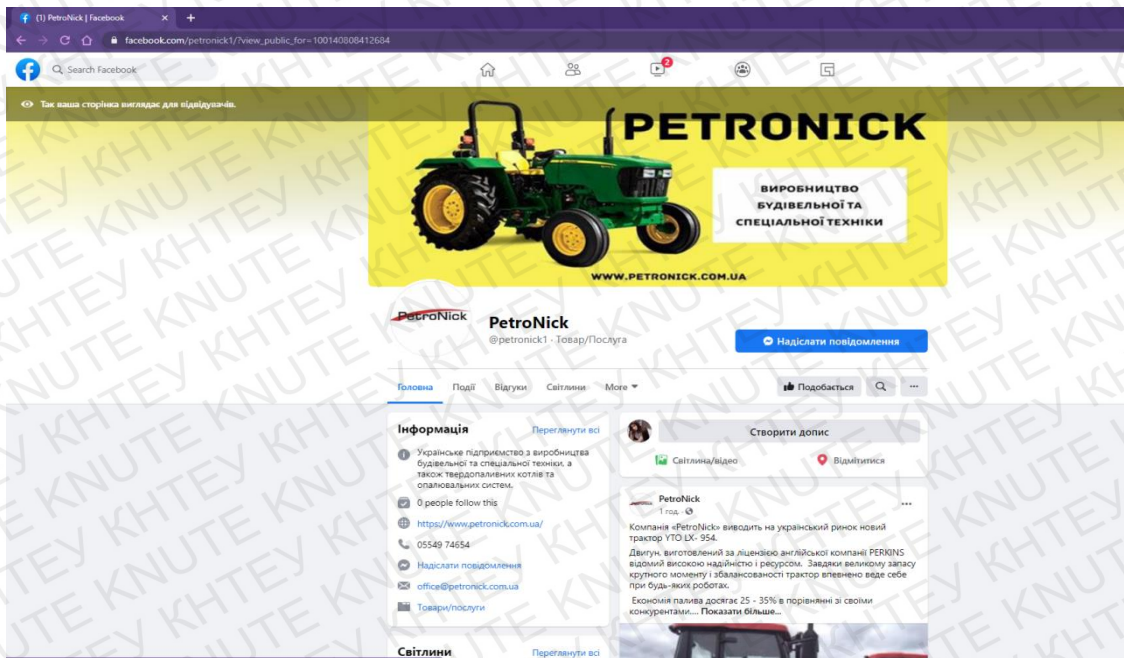 (1) PetroNick | Facebook
facebook.com/petronick1/?view_public_for=100140808412684
Search Facebook
2
Так ваша сторінка виглядає для відвідувачів.
PETRONICK
ВИРОБНИЦТВО
БУДІВЕЛЬНОЇ ТА
СПЕЦІАЛЬНОЇ ТЕХНІКИ
WWW.PETRONICK.COM.UA
PetroNick
PetroNick
@petronick1 · Товар/Послуга
Надіслати повідомлення
Головна Події Відгуки Світлини More
Подобається
Інформація Переглянути всі
Українське підприємство з виробництва
будівельної та спеціальної техніки, а
також твердопаливних котлів та
опалювальних систем.
0 people follow this
https://www.petronick.com.ua/
05549 74654
Надіслати повідомлення
office@petronick.com.ua
Товари/послуги
Світлини Переглянути всі
Створити допис
Світлина/відео Відмітитися
PetroNick
1 год. ·
Компанія «PetroNick» виводить на український ринок новий
трактор YTO LX- 954.
Двигун, виготовлений за ліцензією англійської компанії PERKINS
відомий високою надійністю і ресурсом. Завдяки великому запасу
крутного моменту і збалансованості трактор впевнено веде себе
при будь-яких роботах.
Економія палива досягає 25 - 35% в порівнянні зі своїми
конкурентами.... Показати більше...
KNUTE KHTEY